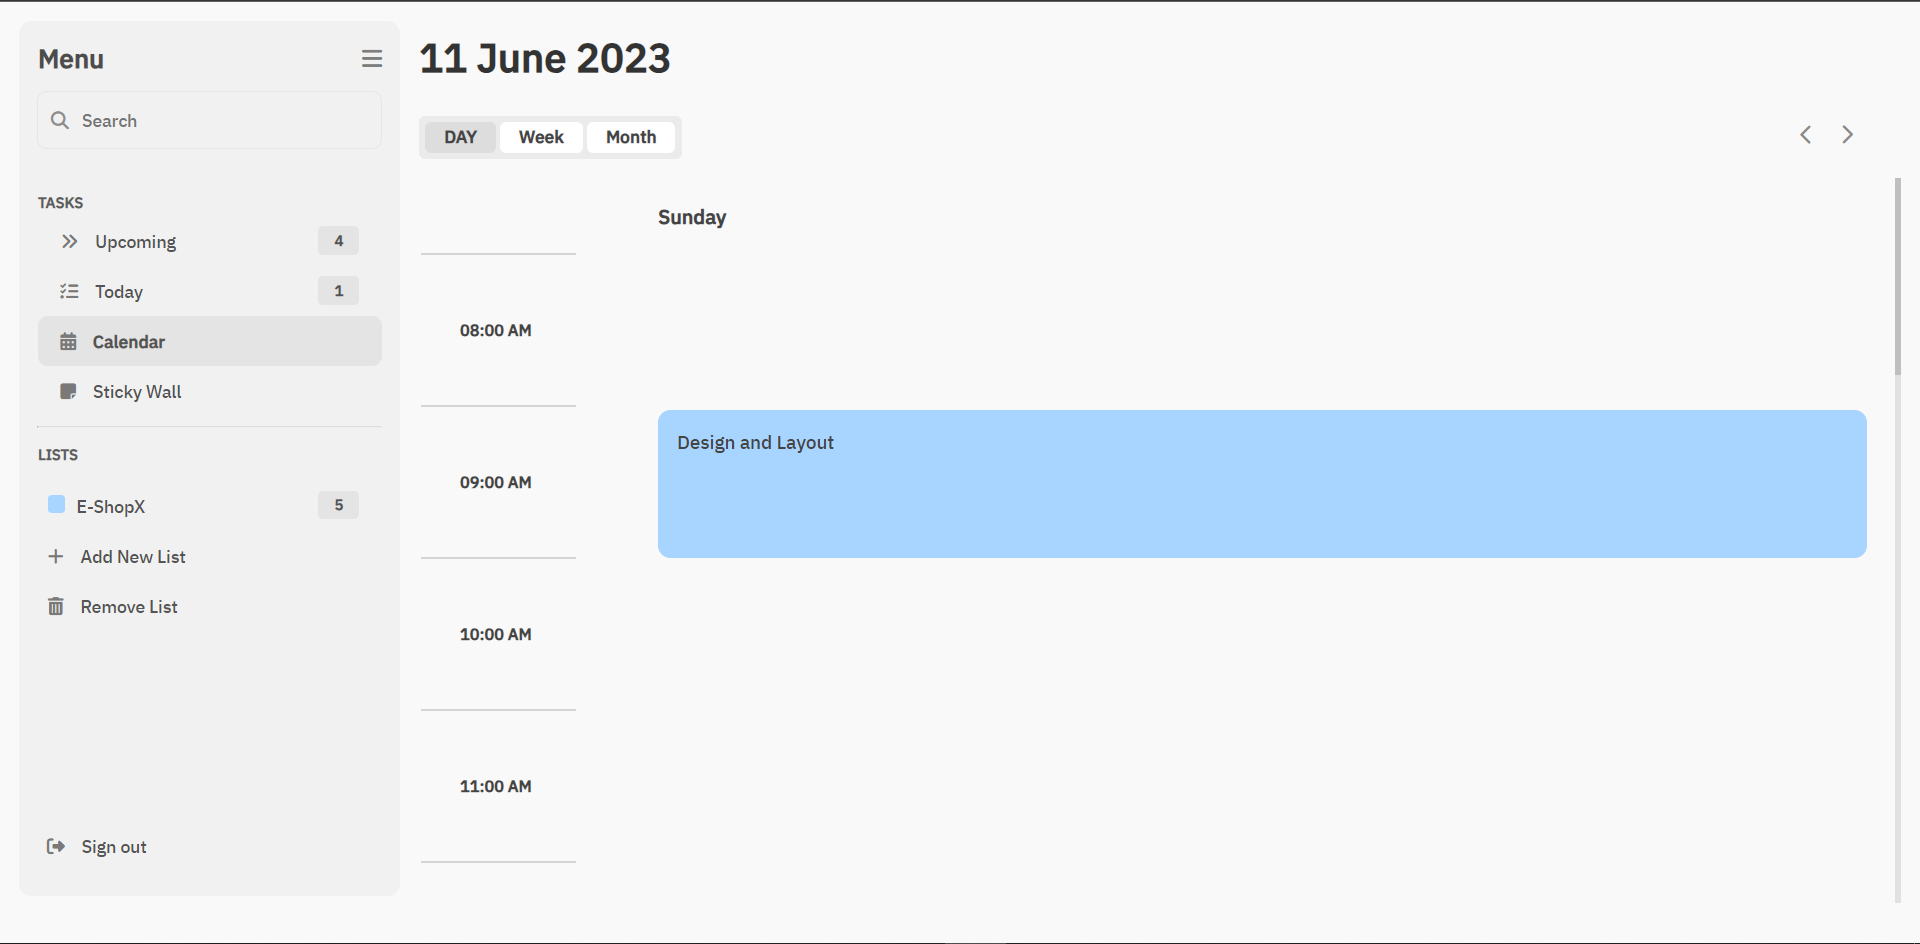 Menu
Search
TASKS
Upcoming 4
Today 1
Calendar
Sticky Wall
LISTS
E-ShopX 5
Add New List
Remove List
Sign out
11 June 2023
DAY Week Month
Sunday
08:00 AM
Design and Layout
09:00 AM
10:00 AM
11:00 AM